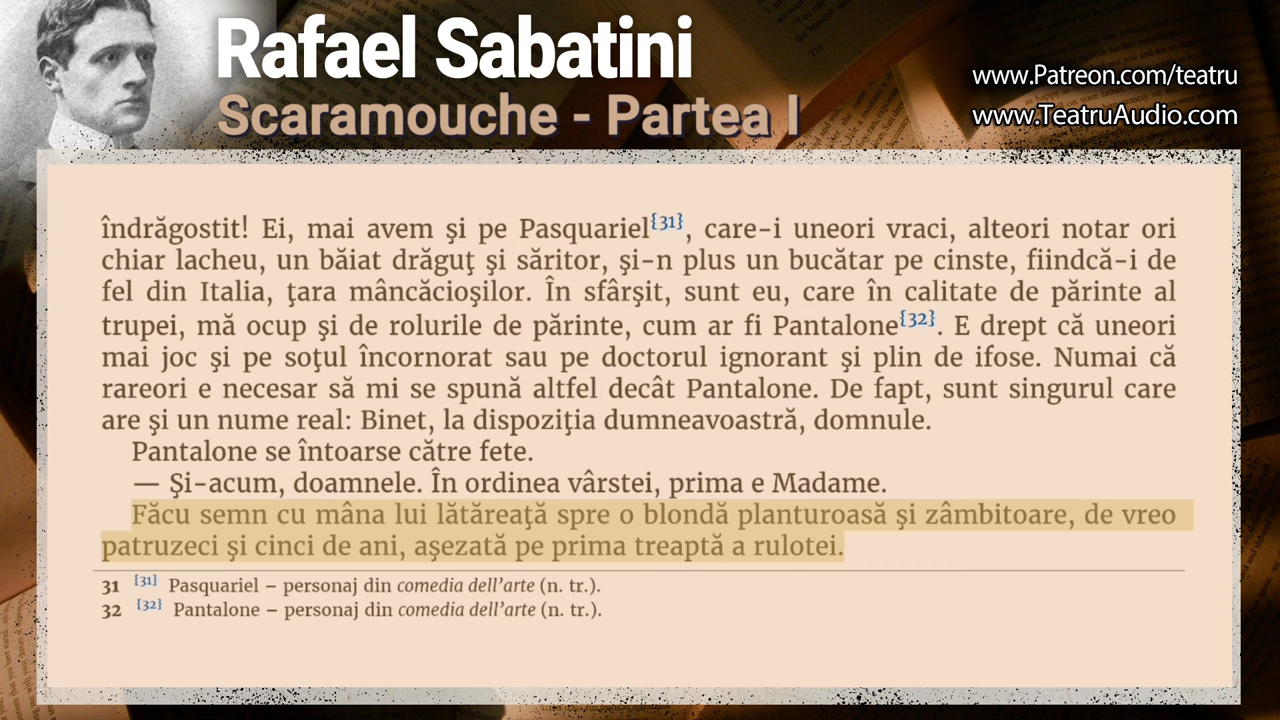 Rafael Sabatini
Scaramouche - Partea I
www.Patreon.com/teatru
www.TeatruAudio.com
îndrăgostit! Ei, mai avem şi pe Pasquariel{31}, care-i uneori vraci, alteori notar ori
chiar lacheu, un băiat drăguţ şi săritor, şi-n plus un bucătar pe cinste, fiindcă-i de
fel din Italia, ţara mâncăcioşilor. În sfârşit, sunt eu, care în calitate de părinte al
trupei, mă ocup şi de rolurile de părinte, cum ar fi Pantalone{32}. E drept că uneori
mai joc şi pe soţul încornorat sau pe doctorul ignorant şi plin de ifose. Numai că
rareori e necesar să mi se spună altfel decât Pantalone. De fapt, sunt singurul care
are şi un nume real: Binet, la dispoziţia dumneavoastră, domnule.
Pantalone se întoarse către fete.
— Şi-acum, doamnele. În ordinea vârstei, prima e Madame.
Făcu semn cu mâna lui lătăreaţă spre o blondă planturoasă şi zâmbitoare, de vreo
patruzeci şi cinci de ani, aşezată pe prima treaptă a rulotei.
31 {31} Pasquariel – personaj din comedia dell’arte (n. tr.).
32 {32} Pantalone – personaj din comedia dell’arte (n. tr.).